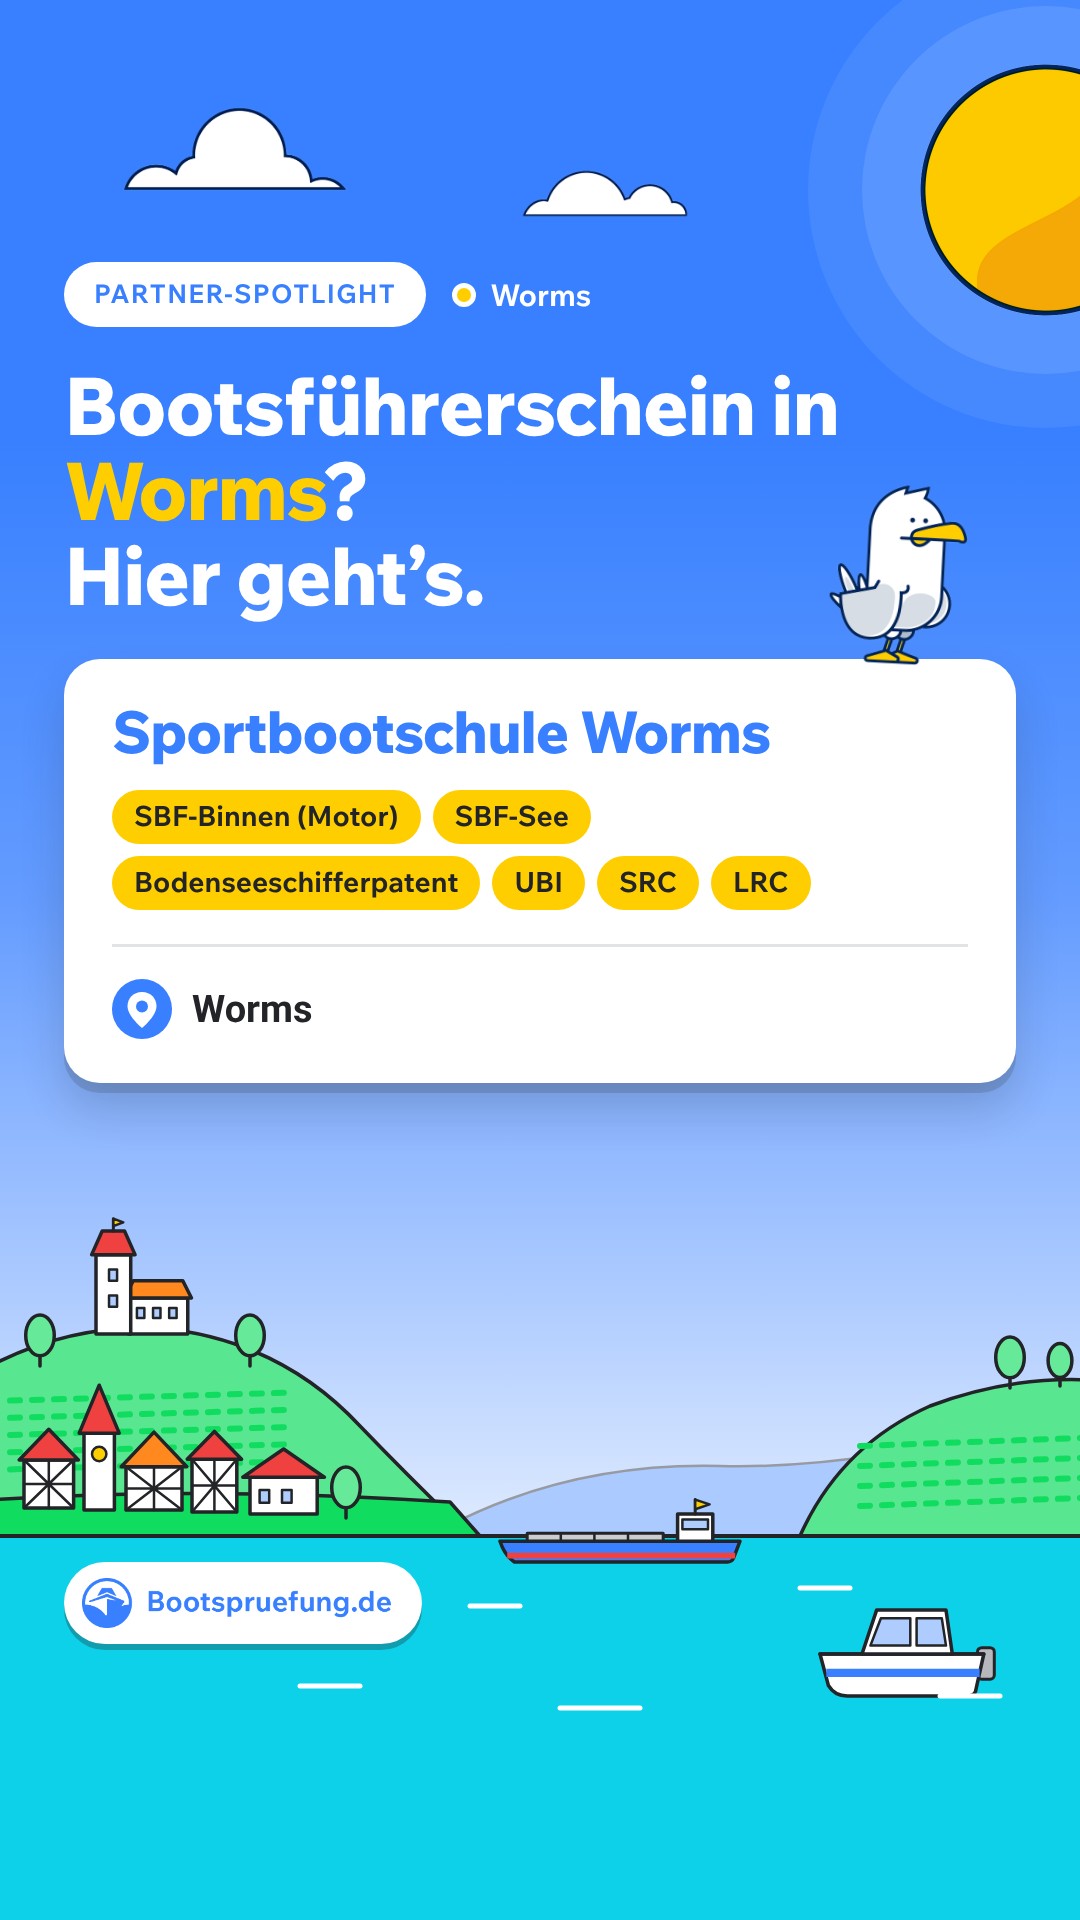 PARTNER-SPOTLIGHT
Worms
Bootsführerschein in
Worms?
Hier geht’s.
Sportbootschule Worms
SBF-Binnen (Motor)
SBF-See
Bodenseeschifferpatent
UBI
SRC
LRC
Worms
Bootspruefung.de